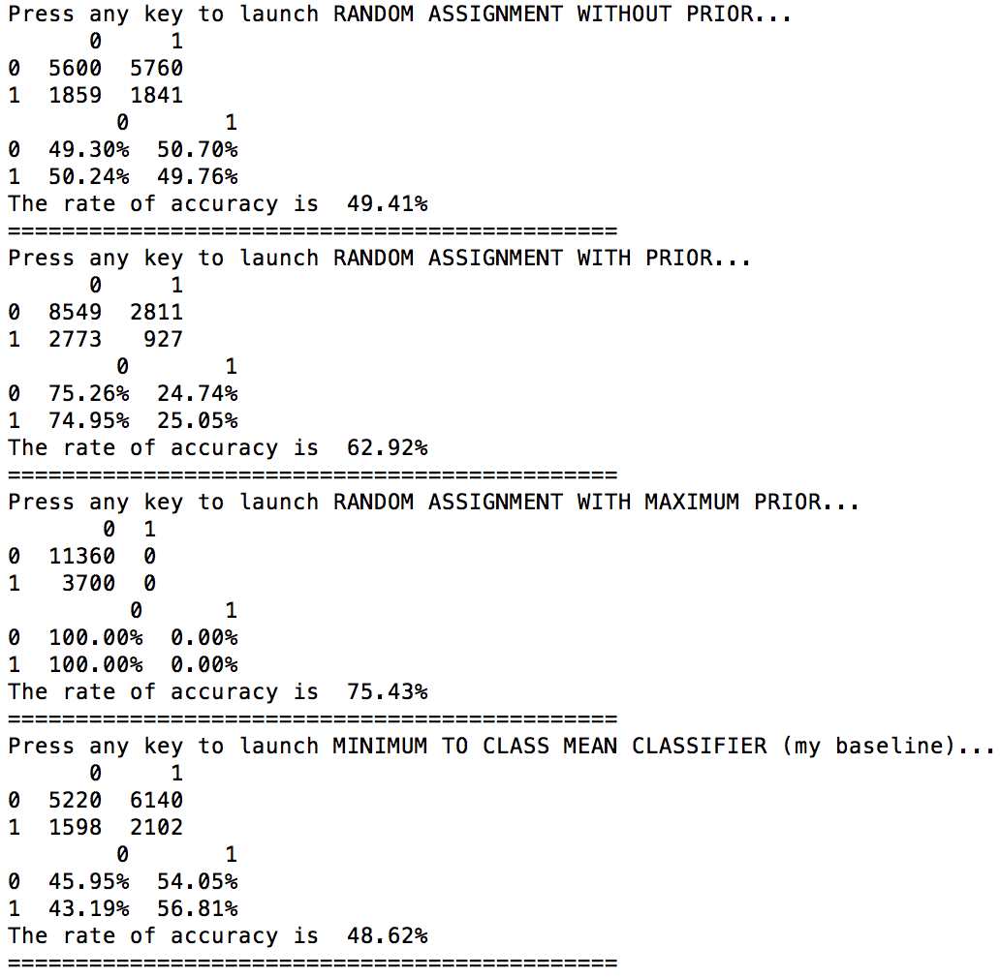 Press any key to launch RANDOM ASSIGNMENT WITHOUT PRIOR...
      0     1
0  5600  5760
1  1859  1841
        0       1
0  49.30%  50.70%
1  50.24%  49.76%
The rate of accuracy is  49.41%
=============================================
Press any key to launch RANDOM ASSIGNMENT WITH PRIOR...
      0     1
0  8549  2811
1  2773   927
        0       1
0  75.26%  24.74%
1  74.95%  25.05%
The rate of accuracy is  62.92%
=============================================
Press any key to launch RANDOM ASSIGNMENT WITH MAXIMUM PRIOR...
       0  1
0  11360  0
1   3700  0
         0      1
0  100.00%  0.00%
1  100.00%  0.00%
The rate of accuracy is  75.43%
=============================================
Press any key to launch MINIMUM TO CLASS MEAN CLASSIFIER (my baseline)...
      0     1
0  5220  6140
1  1598  2102
        0       1
0  45.95%  54.05%
1  43.19%  56.81%
The rate of accuracy is  48.62%
=============================================